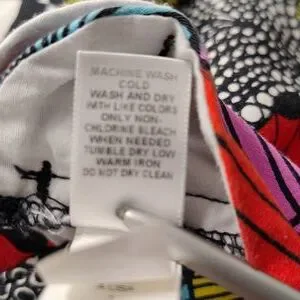 MACHINE WASH
COLD
WASH AND DRY
WITH LIKE COLORS
ONLY NON-
CHLORINE BLEACH
WHEN NEEDED
TUMBLE DRY LOW
WARM IRON
DO NOT DRY CLEAN